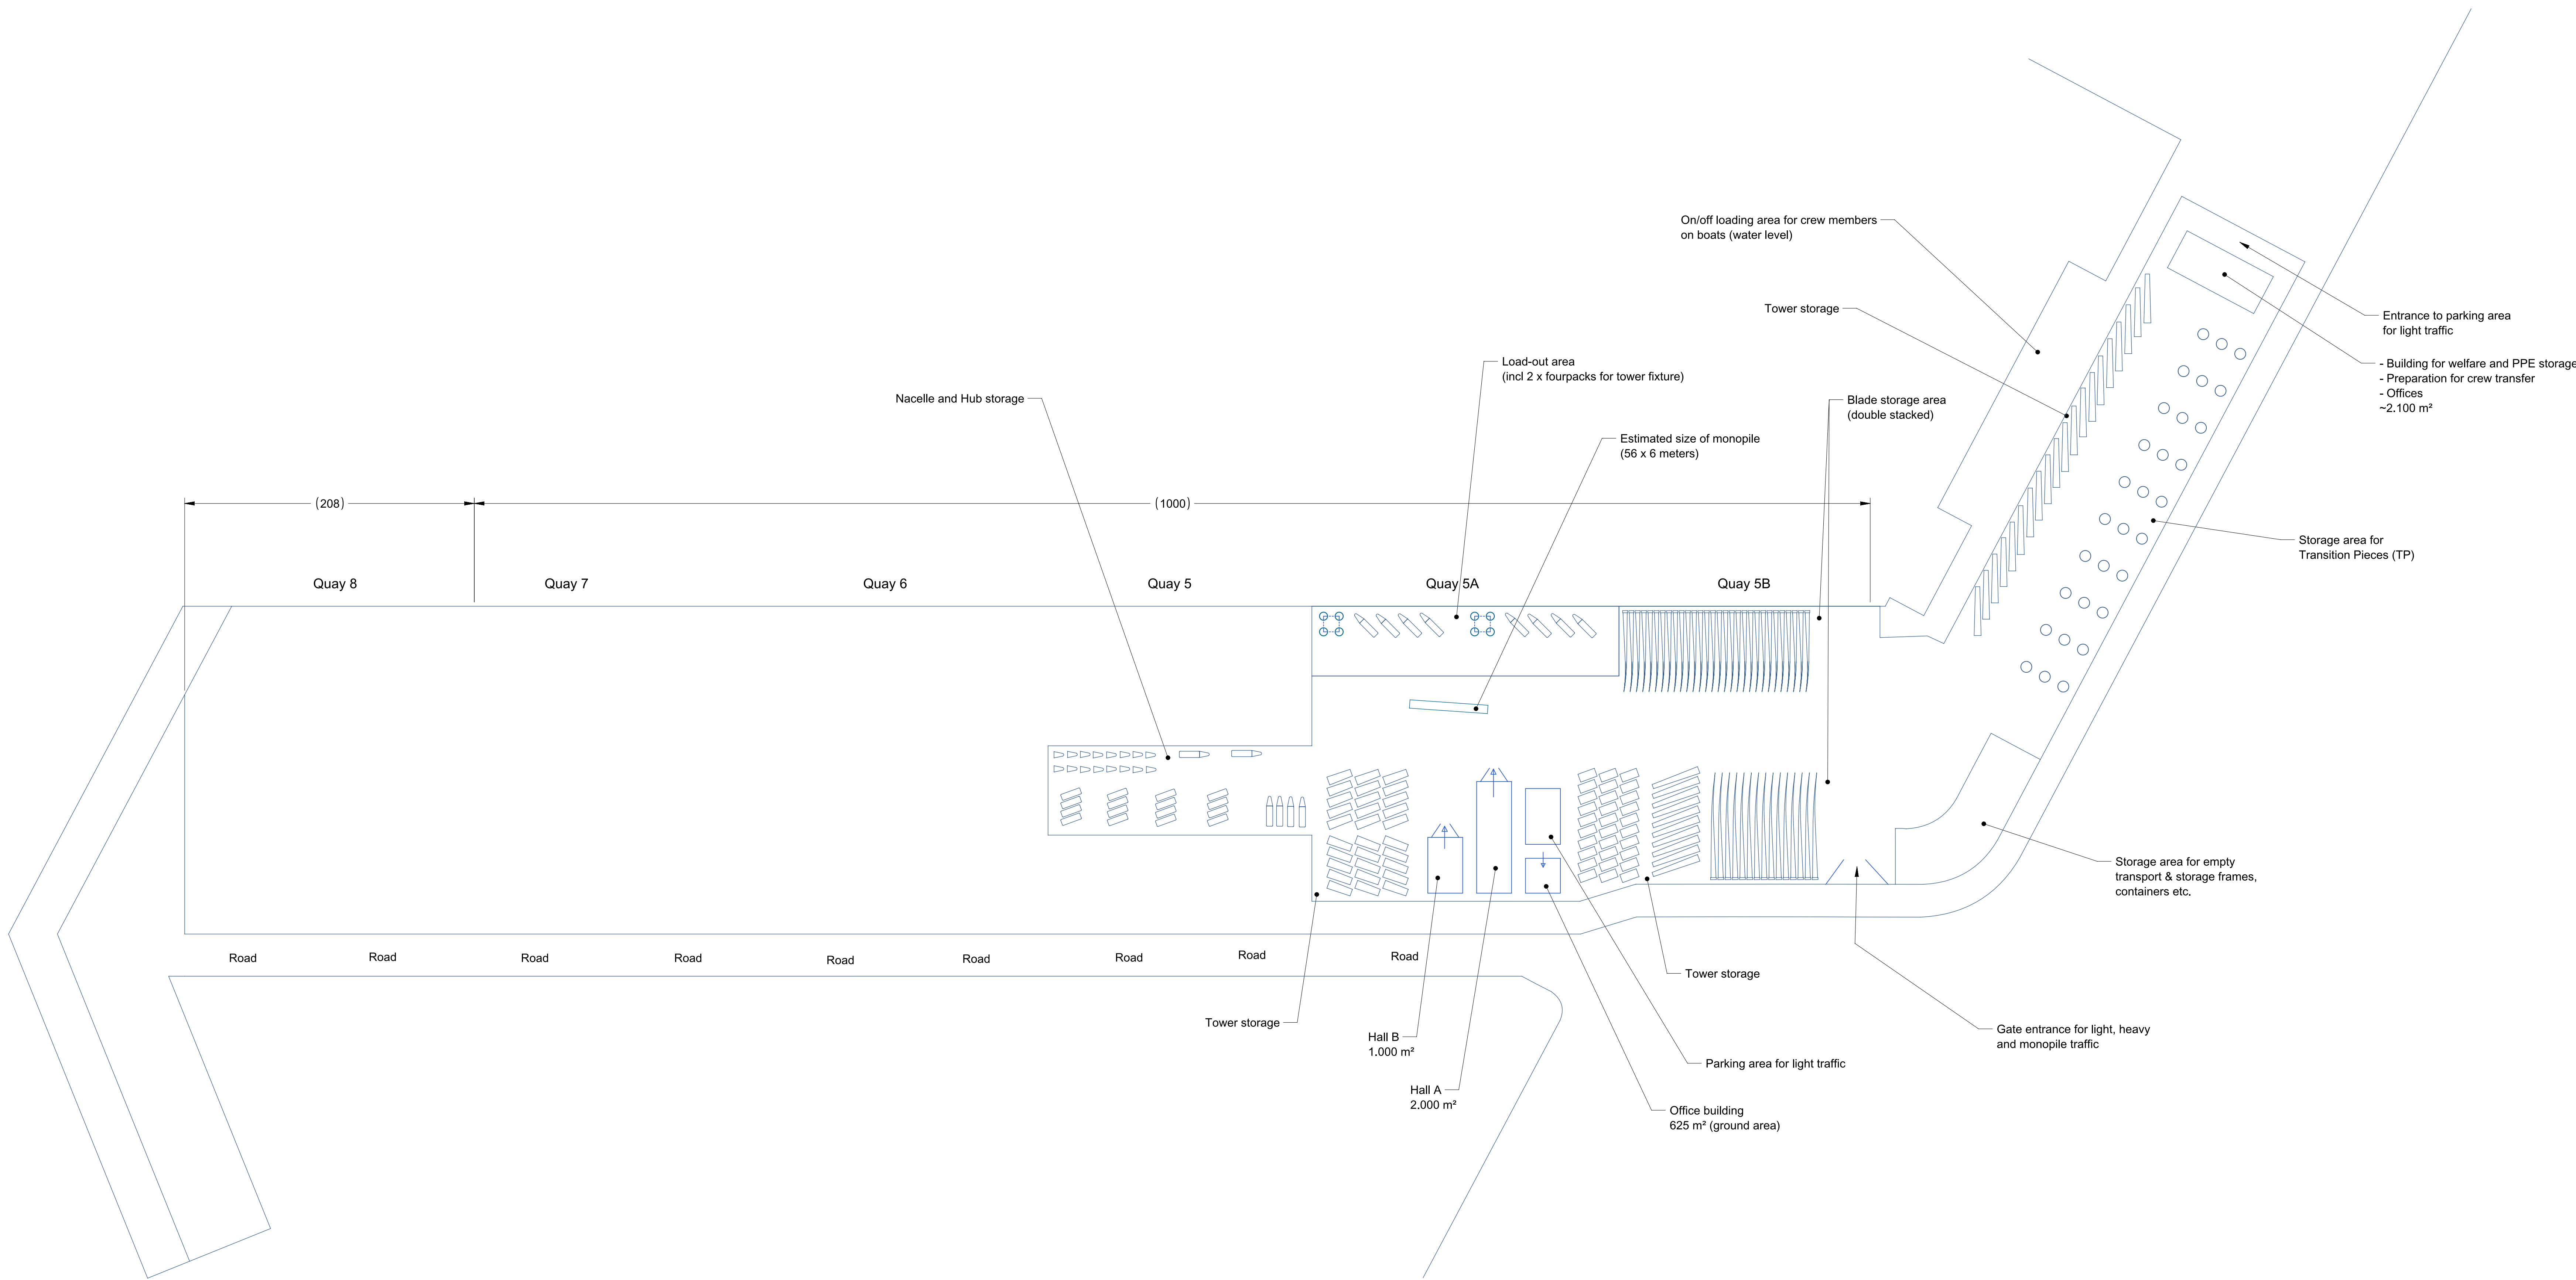 On/off loading area for crew members
on boats (water level)
Tower storage
Entrance to parking area
for light traffic
Load-out area
(incl 2 x fourpacks for tower fixture)
- Building for welfare and PPE storage
- Preparation for crew transfer
- Offices
~2.100 m²
Nacelle and Hub storage
Blade storage area
(double stacked)
Estimated size of monopile
(56 x 6 meters)
(208)
(1000)
Storage area for
Transition Pieces (TP)
Quay 8
Quay 7
Quay 6
Quay 5
Quay 5A
Quay 5B
Storage area for empty
transport & storage frames,
containers etc.
Road
Road
Road
Road
Road
Road
Road
Road
Road
Tower storage
Tower storage
Gate entrance for light, heavy
and monopile traffic
Hall B
1.000 m²
Parking area for light traffic
Hall A
2.000 m²
Office building
625 m² (ground area)